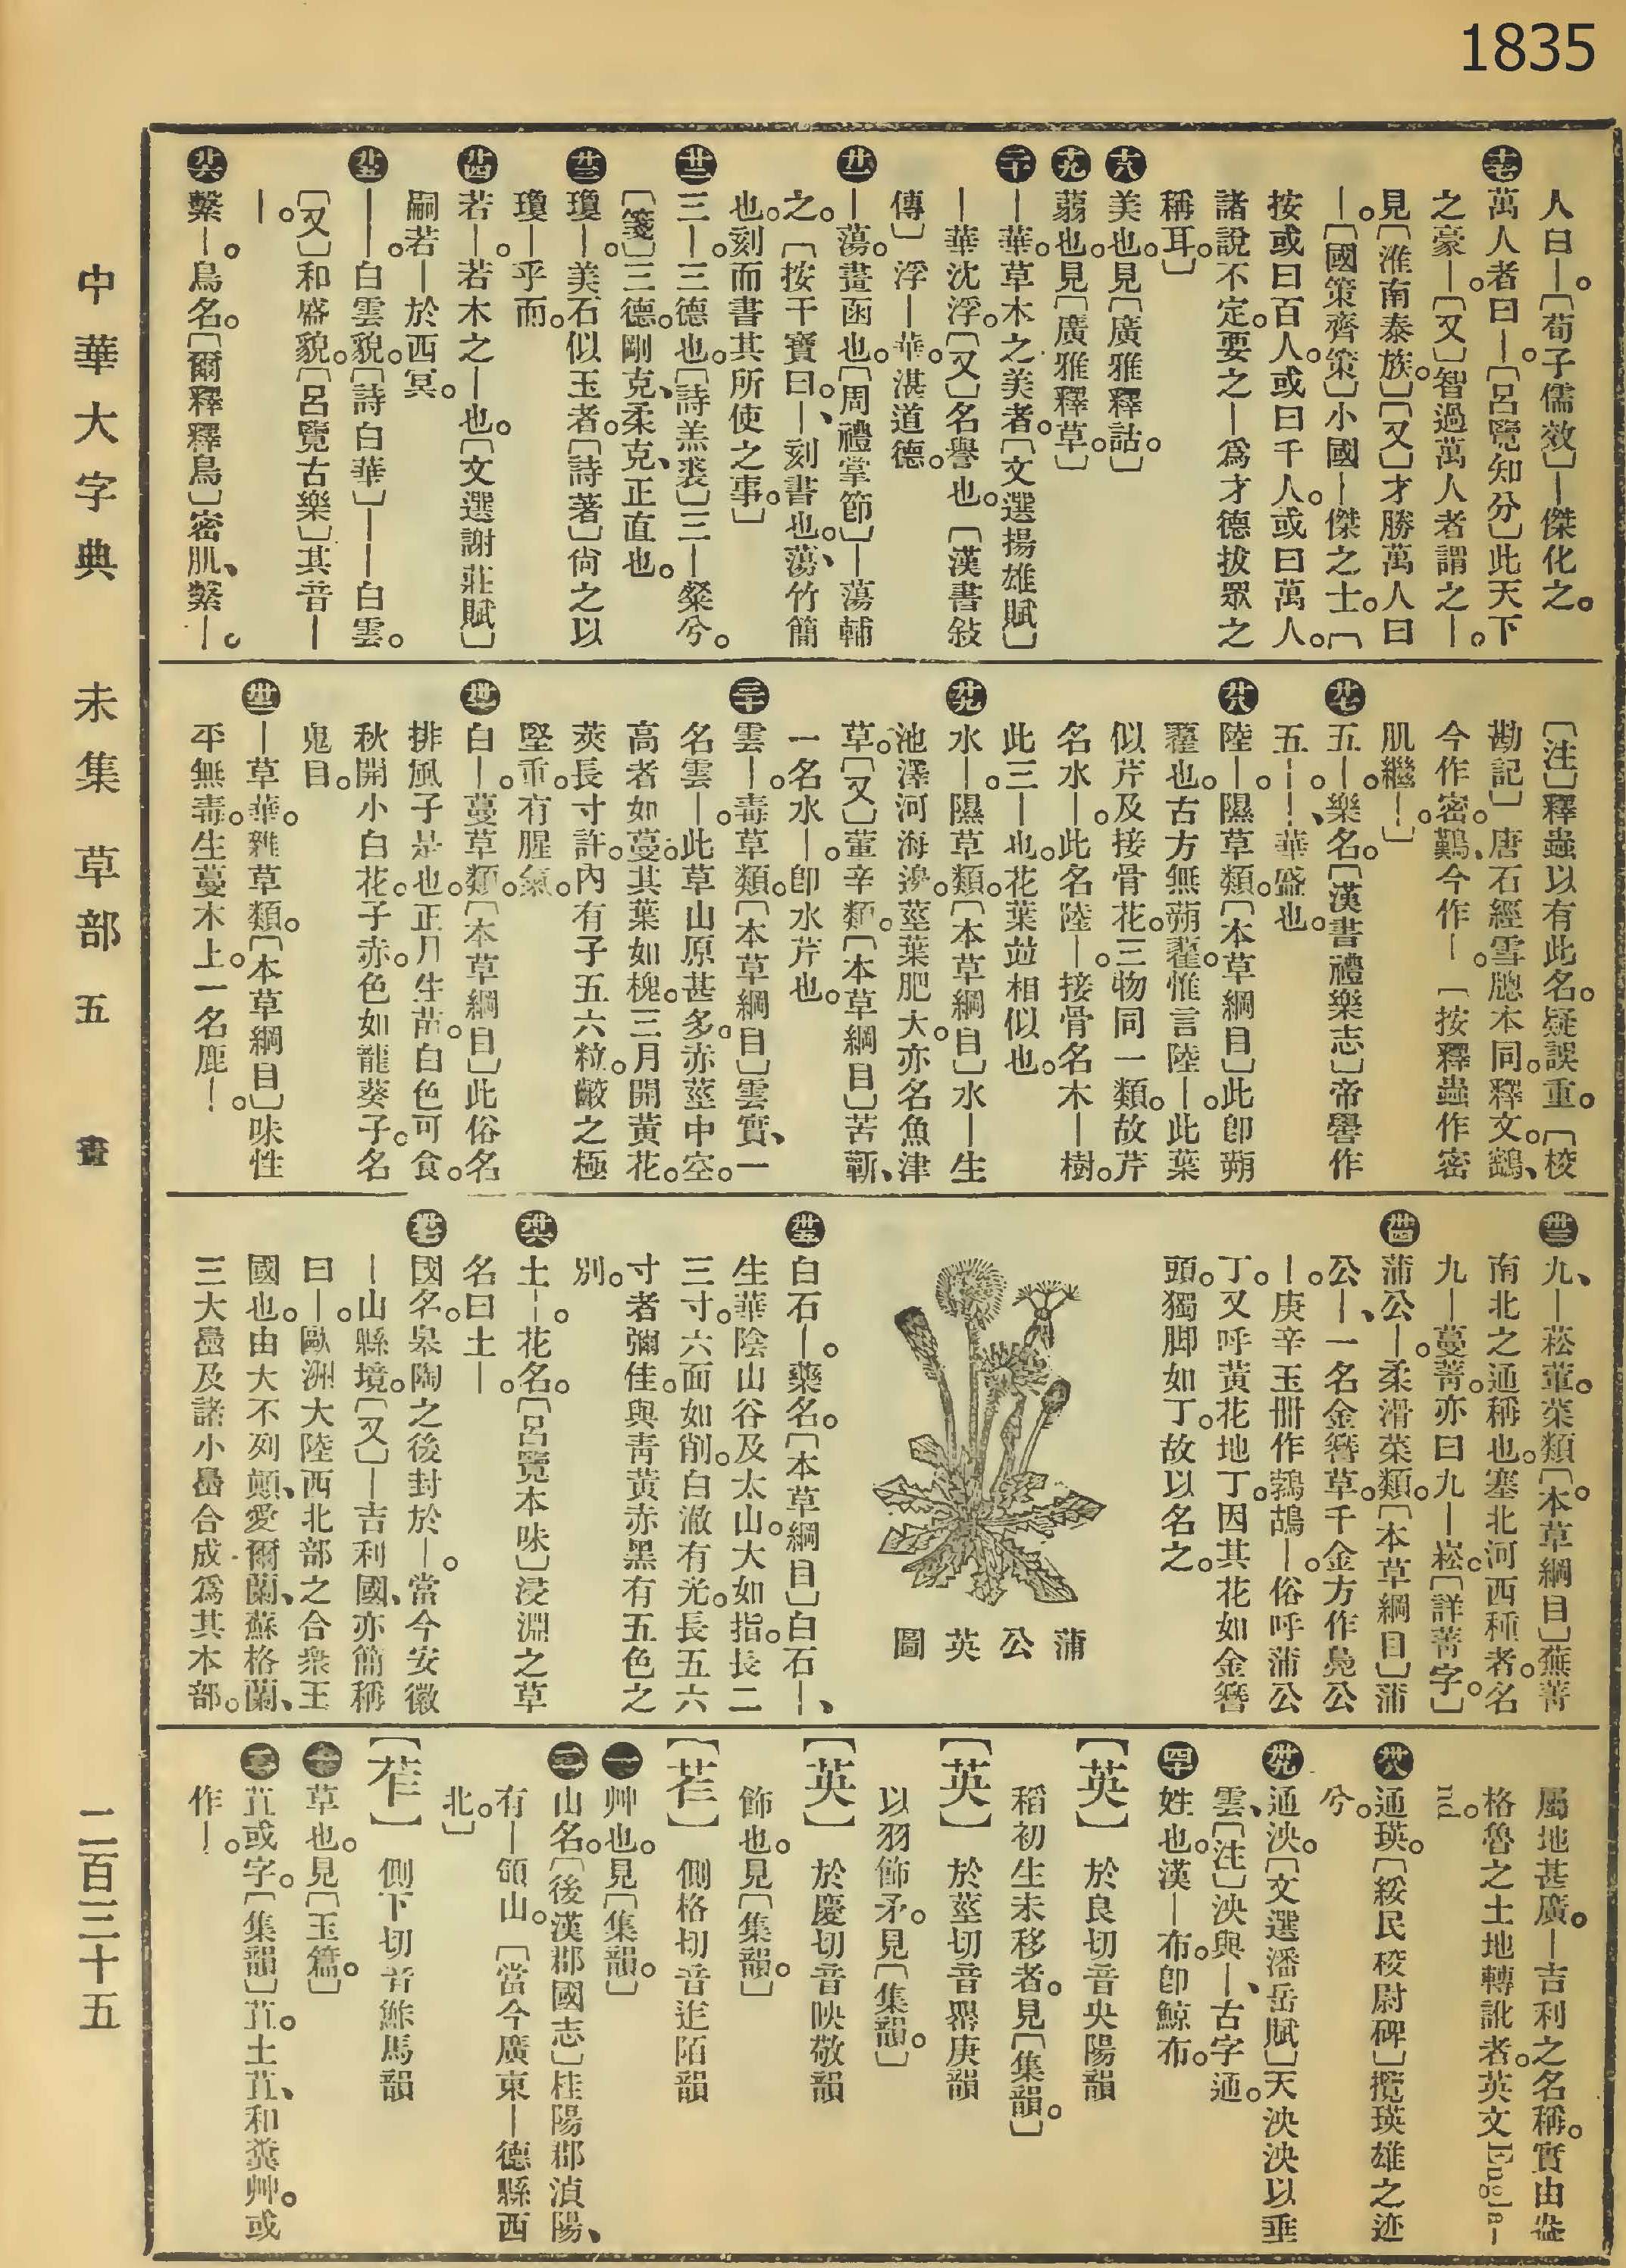 1835
人曰｜。〔荀子儒效〕｜傑化之。
十七萬人者曰｜。〔呂覽知分〕此天下
之豪｜。〔又〕智過萬人者謂之｜。
見〔淮南泰族。〕〔又〕才勝萬人曰
｜。〔國策齊策〕小國｜傑之士。〔
按或曰百人。或曰千人。或曰萬人。
諸說不定。要之｜爲才德拔眾之
稱耳。〕
十八美也。見〔廣雅釋詁。〕
十九蒻也。見〔廣雅釋草。〕
二十｜華。草木之美者。〔文選揚雄賦〕
｜華沈浮。〔又〕名譽也。〔漢書敍
傳〕浮｜華。湛道德。
廿一｜蕩。畫函也。〔周禮掌節〕｜蕩輔
之。〔按干寶曰。｜、刻書也。蕩、竹簡
也。刻而書其所使之事。〕
廿二三｜。三德也。〔詩羔裘〕三｜粲兮。
〔箋〕三德。剛克、柔克、正直也。
廿三瓊｜。美石似玉者。〔詩著〕尙之以
瓊｜乎而。
廿四若｜。若木之｜也。〔文選謝莊賦〕
嗣若｜於西冥。
廿五｜｜。白雲貌。〔詩白華〕｜｜白雲。
〔又〕和盛貌。〔呂覽古樂〕其音｜
｜。
廿六繫｜。鳥名。〔爾釋釋鳥〕密肌、繫｜。
〔注〕釋蟲以有此名。疑誤重。〔校
勘記〕唐石經雪牕本同。釋文。鷁、
今作密。鷬、今作｜。〔按釋蟲作密
肌繼｜。〕
廿七五｜。樂名。〔漢書禮樂志〕帝嚳作
五｜。｜、華盛也。
廿八陸｜。隰草類。〔本草綱目〕此卽蒴
藋也。古方無蒴藋。惟言陸｜。此葉
似芹及接骨花。三物同一類。故芹
名水｜。此名陸｜。接骨名木｜樹。
此三｜也。花葉竝相似也。
廿九水｜。隰草類。〔本草綱目〕水｜生
池澤河海邊。莖葉肥大。亦名魚津
草。〔又〕葷辛類。〔本草綱目〕苦蘄、
一名水｜。卽水芹也。
三十雲｜。毒草類。〔本草綱目〕雲實、一
名雲｜。此草山原甚多。赤莖中空。
高者如蔓。其葉如槐。三月開黃花。
莢長寸許。內有子五六粒。皾之極
堅重。有腥氣。
卅一白｜。蔓草類。〔本草綱目〕此俗名
排風子是也。正月生苗。白色可食。
秋開小白花。子赤。色如龍葵子。名
鬼目。
卅二｜草華。雜草類。〔本草綱目〕味性
平無毒。生蔓木上。一名鹿｜。
卅三九、｜菘葷菜類。〔本草綱目〕蕪菁
南北之通稱也。塞北河西種者。名
九｜。蔓菁。亦曰九｜崧。〔詳菁字。〕
卅四蒲公｜。柔滑菜類。〔本草綱目〕蒲
公｜、一名金簪草。千金方作鳧公
｜。庚辛玉冊作鵓鴣｜。俗呼蒲公
丁。又呼黃花地丁。因其花如金簪
頭。獨脚如丁。故以名之。
蒲公英圖
卅五白石｜。藥名。〔本草綱目〕白石｜、
生華陰山谷及太山。大如指。長二
三寸。六面如削。白澈有光。長五六
寸者彌佳。與靑黃赤黑有五色之
別。
卅六土｜。花名。〔呂覽本味〕浸淵之草
名曰土｜。
卅七國名。皋陶之後封於｜。當今安徽
｜山縣境。〔又〕｜吉利國、亦簡稱
曰｜。歐洲大陸西北部之合衆王
國也。由大不列顚、愛爾蘭、蘇格蘭、
三大嶴及諸小嶴合成爲其本部。
屬地甚廣。｜吉利之名稱。實由盎
格魯之土地轉訛者。英文Engla-
nd。
卅八通瑛。〔綏民校尉碑〕攬瑛雄之迹
兮。
卅九通泱。〔文選潘岳賦〕天泱泱以垂
雲。〔注〕泱與｜、古字通。
四十姓也。漢｜布。卽鯨布。
〔英〕　於良切音央陽韻
稻初生未移者。見〔集韻。〕
〔英〕　於莖切音罌庚韻
以羽飾矛。見〔集韻。〕
〔英〕　於慶切音映敬韻
飾也。見〔集韻。〕
〔苲〕　側格切音迮陌韻
一艸也。見〔集韻。〕
二山名。〔後漢郡國志〕桂陽郡湞陽、
有｜領山。〔當今廣東｜德縣西
北。〕
〔苲〕　側下切音鮓馬韻
一草也。見〔玉篇。〕
二苴或字。〔集韻〕苴。土苴、和糞艸。或
作｜。
中華大字典　未集　草部　五畫　二百三十五